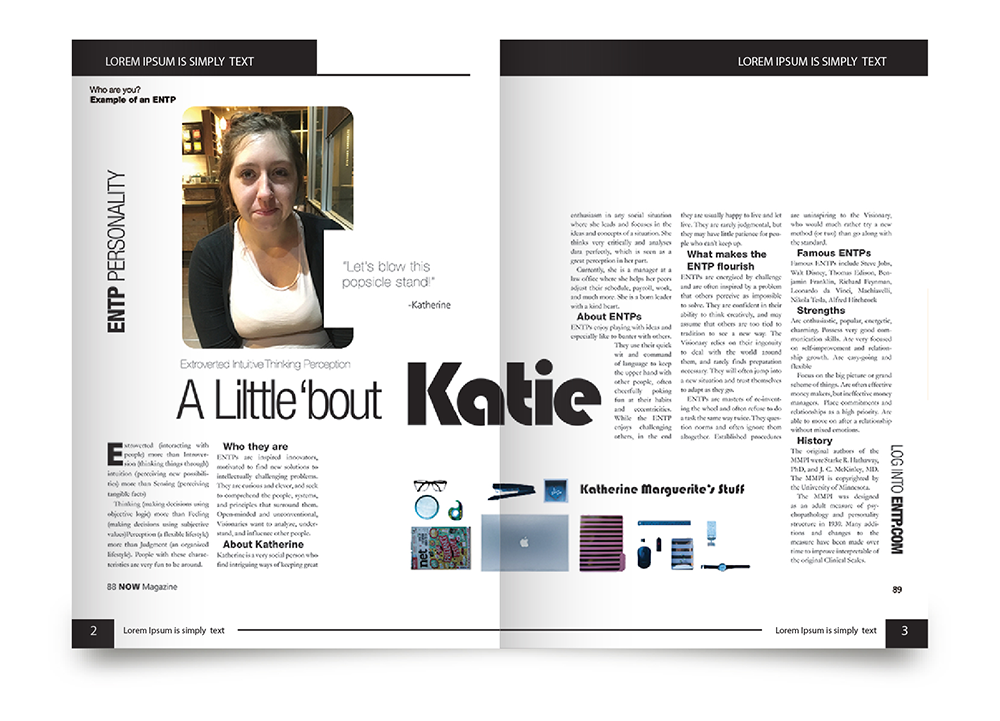 LOREM IPSUM IS SIMPLY TEXT
LOREM IPSUM IS SIMPLY TEXT
Who are you?
Example of an ENTP
ENTP PERSONALITY
"Let's blow this
popsicle stand!"
-Katherine
Extroverted Intuitive Thinking Perception
A Lilttle ‘bout Katie
Extroverted (interacting with
people) more than Introver-
sion (thinking things through)
intuition (perceiving new possibili-
ties) more than Sensing (perceiving
tangible facts)
Thinking (making decisions using
objective logic) more than Feeling
(making decisions using subjective
values)Perception (a flexible lifestyle)
more than Judgment (an organized
lifestyle). People with these charac-
teristics are very fun to be around.
Who they are
ENTPs are inspired innovators,
motivated to find new solutions to
intellectually challenging problems.
They are curious and clever, and seek
to comprehend the people, systems,
and principles that surround them.
Open-minded and unconventional,
Visionaries want to analyze, under-
stand, and influence other people.
About Katherine
Katherine is a very social person who
find intriguing ways of keeping great
enthusiasm in any social situation
where she leads and focuses in the
ideas and concepts of a situation. She
thinks very critically and analyses
data perfectly, which is seen as a
great perception in her part.
Currently, she is a manager at a
life office where she helps her peers
adjust their schedule, payroll, work,
and much more. She is a born leader
with a kind heart.
About ENTPs
ENTPs enjoy playing with ideas and
especially like to banter with others.
They use their quick
wit and command
of language to keep
the upper hand with
other people, often
cheerfully poking
fun at their habits
and eccentricities.
While the ENTP
enjoys challenging
others, in the end
they are usually happy to live and let
live. They are rarely judgmental, but
they may have little patience for peo-
ple who can't keep up.
What makes the
ENTP flourish
ENTPs are energized by challenge
and are often inspired by a problem
that others perceive as impossible
to solve. They are confident in their
ability to think creatively, and may
assume that others are too tied to
tradition to see a new way. The
Visionary relies on their ingenuity
to deal with the world around
them, and rarely finds preparation
necessary. They will often jump into
a new situation and trust themselves
to adapt as they go.
ENTPs are masters of re-invent-
ing the wheel and often refuse to do
a task the same way twice. They ques-
tion norms and often ignore them
altogether. Established procedures
are uninspiring to the Visionary,
who would much rather try a new
method (or two) than go along with
the standard.
Famous ENTPs
Famous ENTPs include Steve Jobs,
Walt Disney, Thomas Edison, Ben-
jamin Franklin, Richard Feynman,
Leonardo da Vinci, Machiavelli,
Nikola Tesla, Alfred Hitchcock
Strengths
Are enthusiastic, popular, energetic,
charming. Possess very good com-
munication skills. Are very focused
on self-improvement and relation-
ship growth. Are easy-going and
flexible
Focus on the big picture or grand
scheme of things. Are often effective
money makers, but ineffective money
managers. Place commitments and
relationships as a high priority. Are
able to move on after a relationship
without mixed emotions.
History
The original authors of the
MMPI were Starke R. Hathaway,
PhD, and J. C. McKinley, MD.
The MMPI is copyrighted by
the University of Minnesota.
The MMPI was designed
as an adult measure of psy-
chopathology and personality
structure in 1939. Many addi-
tions and changes to the
measure have been made over
time to improve interpretable of
the original Clinical Scales.
LOG INTO ENTP.COM
Katherine Marguerite's Stuff
net
88 NOW Magazine
89
2 Lorem Ipsum is simply text
Lorem Ipsum is simply text 3